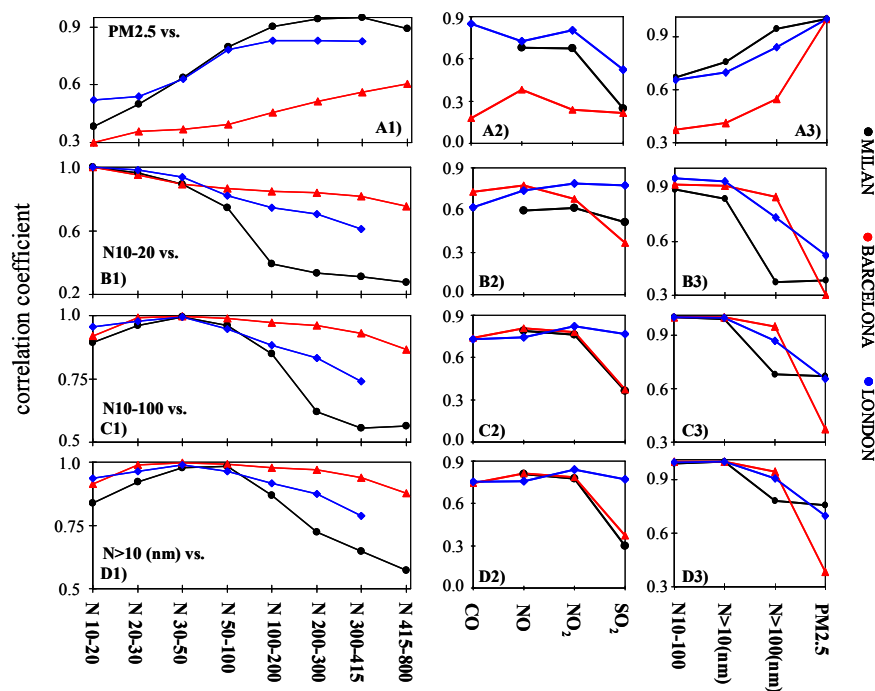 correlation coefficient
0.9
0.6
0.3
PM2.5 vs.
A1)
0.9
0.6
0.3
0.0
A2)
0.9
0.6
0.3
A3)
1.0
0.6
0.2
N10-20 vs.
B1)
0.9
0.6
0.3
0.0
B2)
0.9
0.6
0.3
B3)
1.0
0.75
0.5
N10-100 vs.
C1)
0.9
0.6
0.3
0.0
C2)
0.9
0.6
0.3
C3)
1.0
0.75
0.5
N>10 (nm) vs.
D1)
0.9
0.6
0.3
0.0
D2)
0.9
0.6
0.3
D3)
N 10-20
N 20-30
N 30-50
N 50-100
N 100-200
N 200-300
N 300-415
N 415-800
CO
NO
NO2
SO2
N10-100
N>10(nm)
N>100(nm)
PM2.5
MILAN
BARCELONA
LONDON